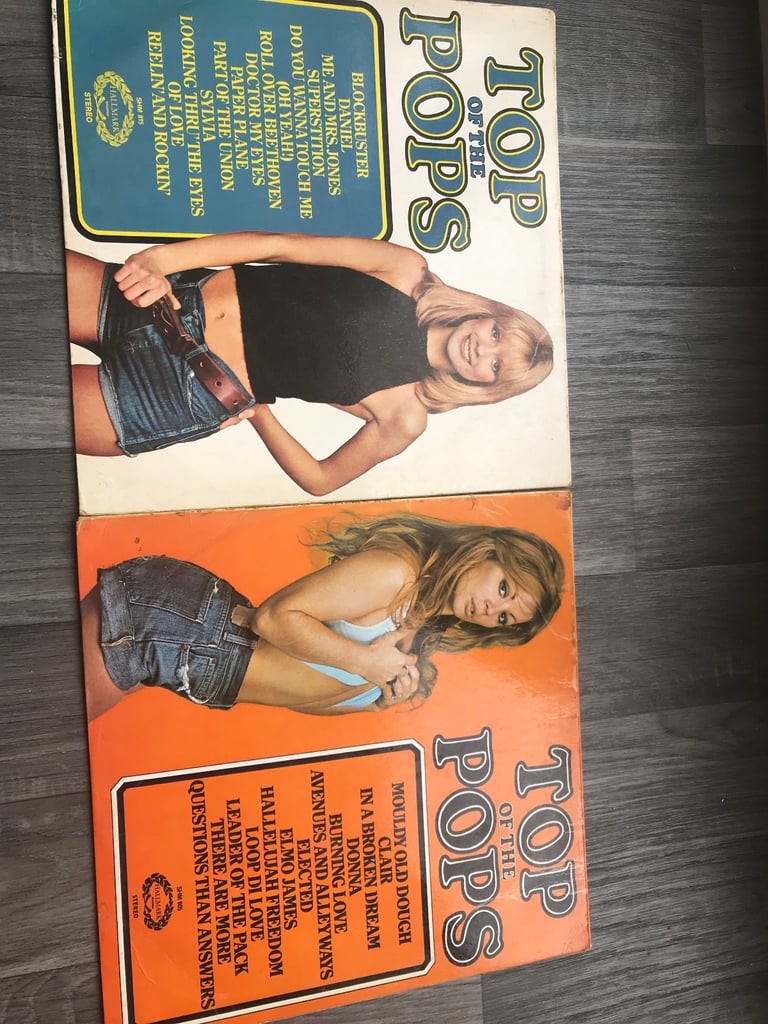 TOP
OF THE
POPS
BLOCKBUSTER
DANIEL
ME AND MRS. JONES
SUPERSTITION
DO YOU WANNA TOUCH ME
(OH YEAH!)
ROLL OVER BEETHOVEN
DOCTOR MY EYES
PAPER PLANE
PART OF THE UNION
SYLVIA
LOOKING THRU' THE EYES
OF LOVE
REELIN' AND ROCKIN'
SHM 815
HALLMARK
STEREO
TOP
OF THE
POPS
MOULDY OLD DOUGH
CLAIR
IN A BROKEN DREAM
DONNA
BURNING LOVE
AVENUES AND ALLEYWAYS
ELECTED
ELMO JAMES
HALLELUJAH FREEDOM
LOOP DI LOVE
LEADER OF THE PACK
THERE ARE MORE
QUESTIONS THAN ANSWERS
HALLMARK
STEREO